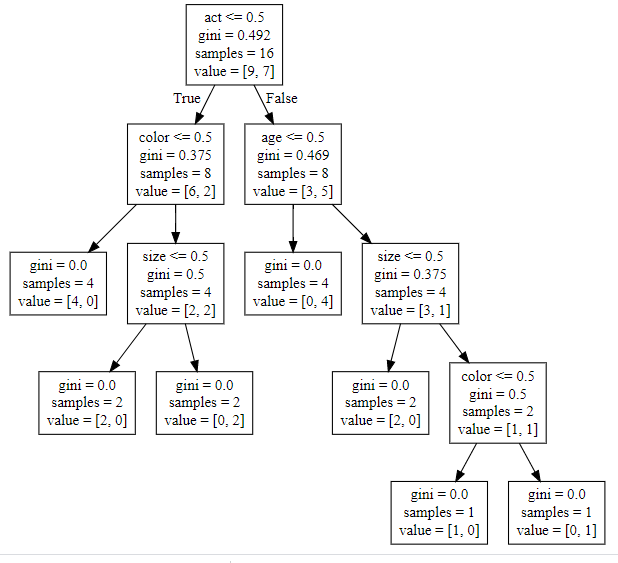 act <= 0.5
gini = 0.492
samples = 16
value = [9, 7]
True
False
color <= 0.5
gini = 0.375
samples = 8
value = [6, 2]
age <= 0.5
gini = 0.469
samples = 8
value = [3, 5]
gini = 0.0
samples = 4
value = [4, 0]
size <= 0.5
gini = 0.5
samples = 4
value = [2, 2]
gini = 0.0
samples = 4
value = [0, 4]
size <= 0.5
gini = 0.375
samples = 4
value = [3, 1]
gini = 0.0
samples = 2
value = [2, 0]
gini = 0.0
samples = 2
value = [0, 2]
gini = 0.0
samples = 2
value = [2, 0]
color <= 0.5
gini = 0.5
samples = 2
value = [1, 1]
gini = 0.0
samples = 1
value = [1, 0]
gini = 0.0
samples = 1
value = [0, 1]